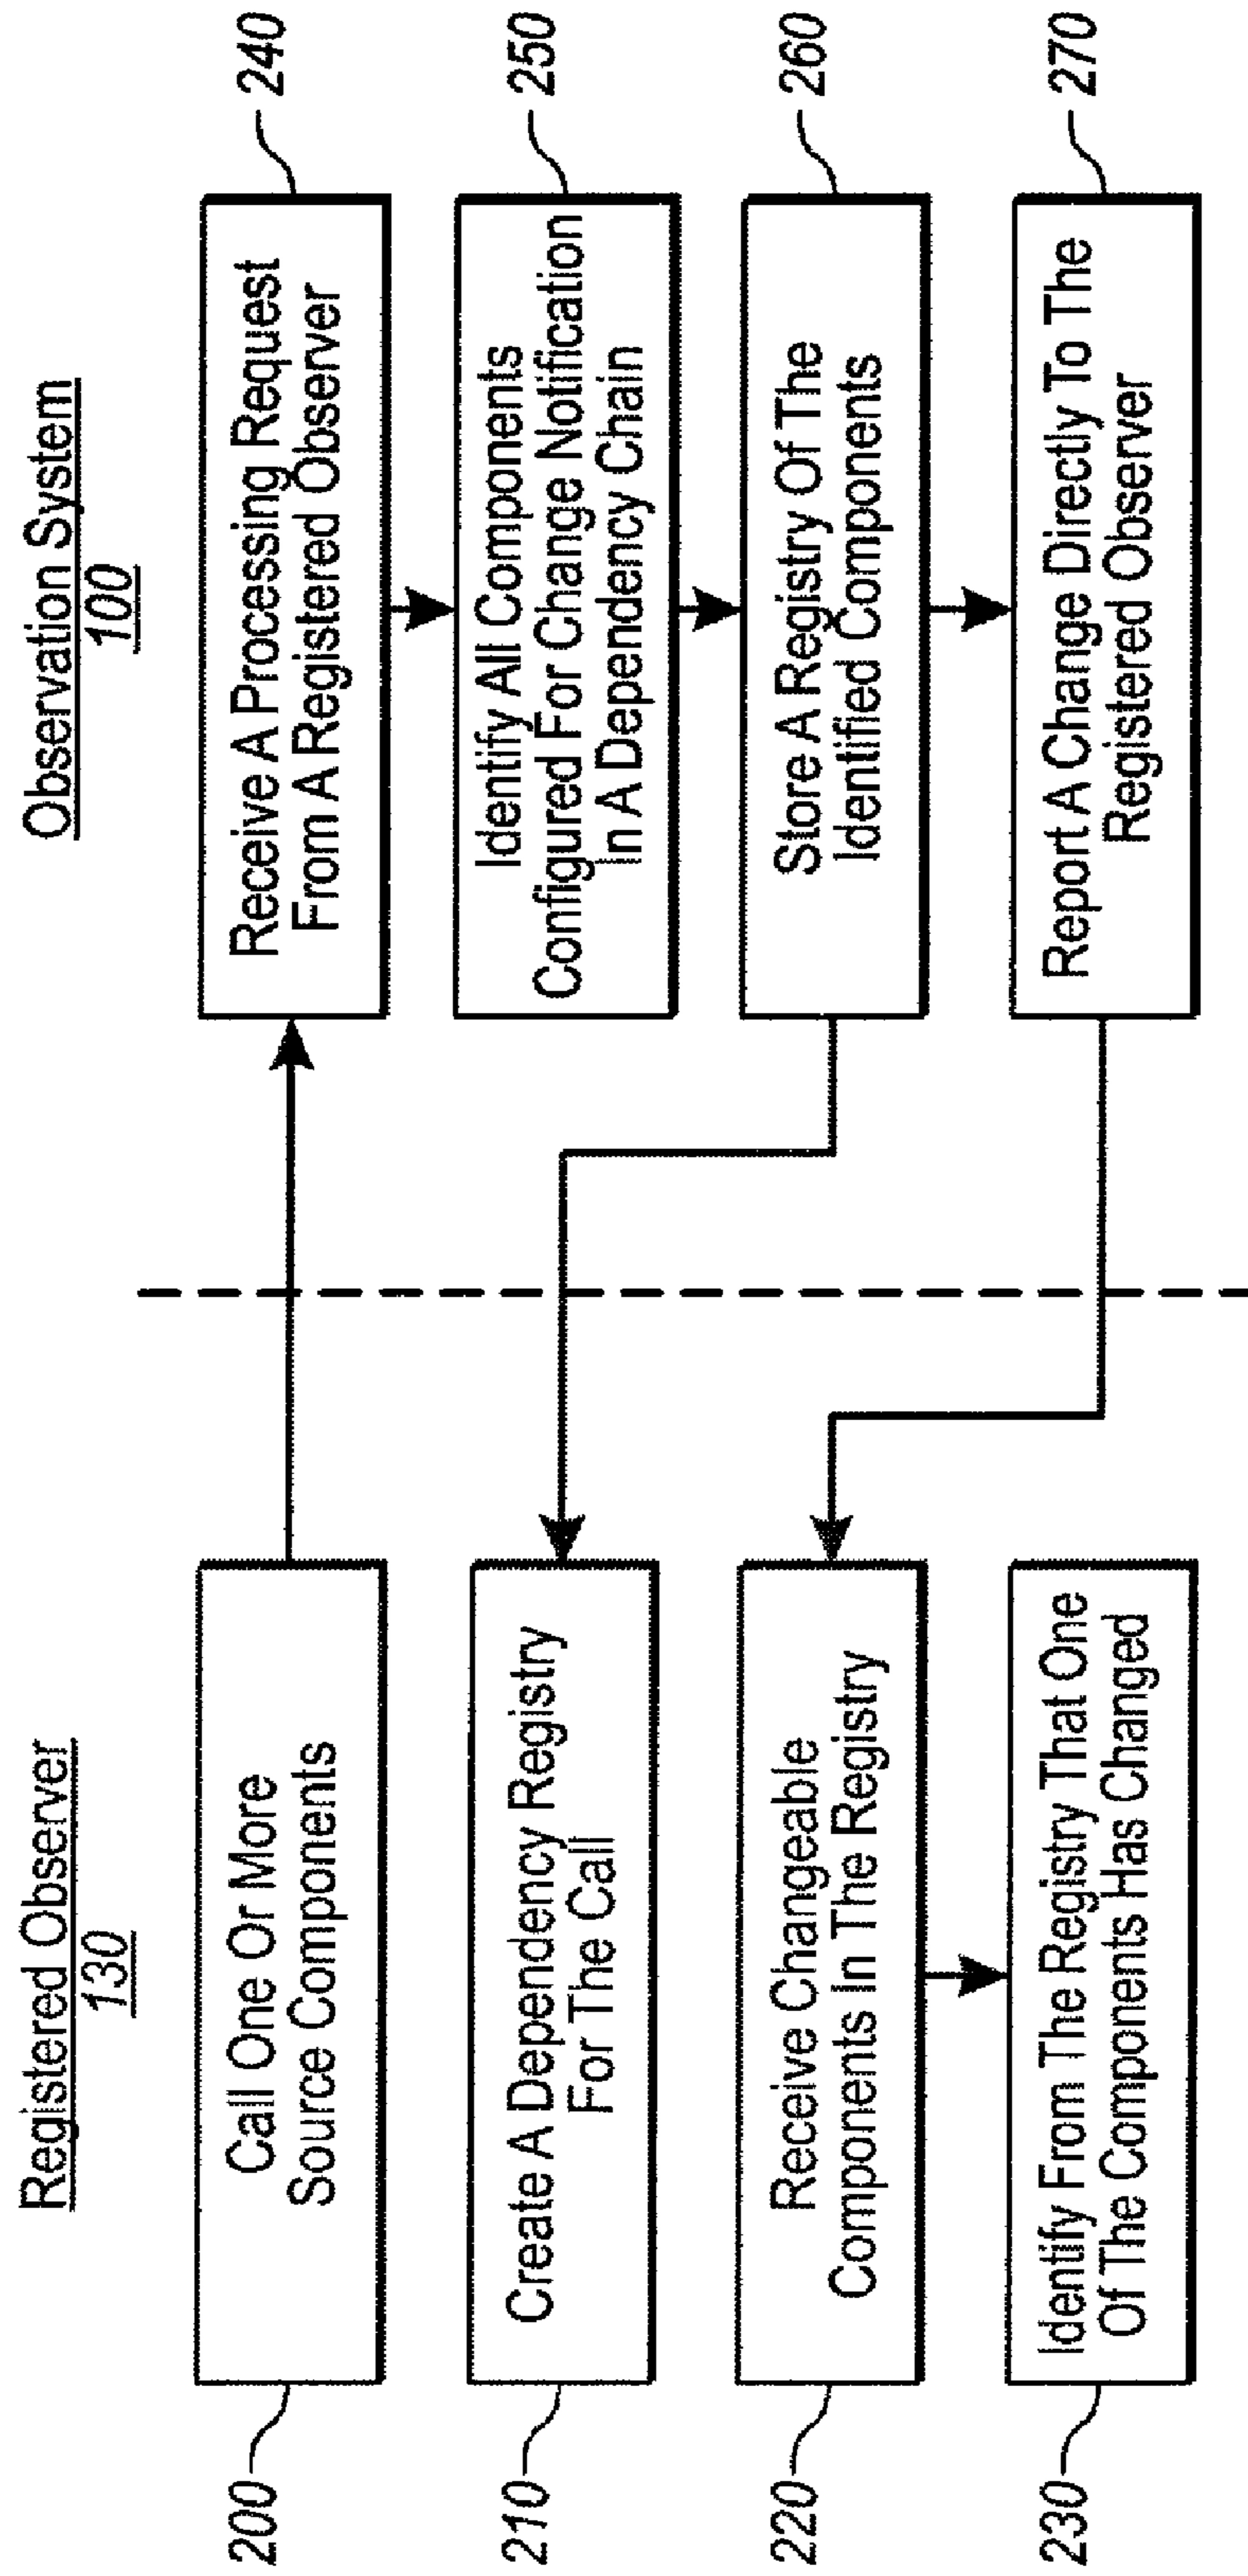 Registered Observer
130
Observation System
100
200
Call One Or More
Source Components
Receive A Processing Request
From A Registered Observer
240
210
Create A Dependency Registry
For The Call
Identify All Components
Configured For Change Notification
In A Dependency Chain
250
220
Receive Changeable
Components In The Registry
Store A Registry Of The
Identified Components
260
230
Identify From The Registry That One
Of The Components Has Changed
Report A Change Directly To The
Registered Observer
270